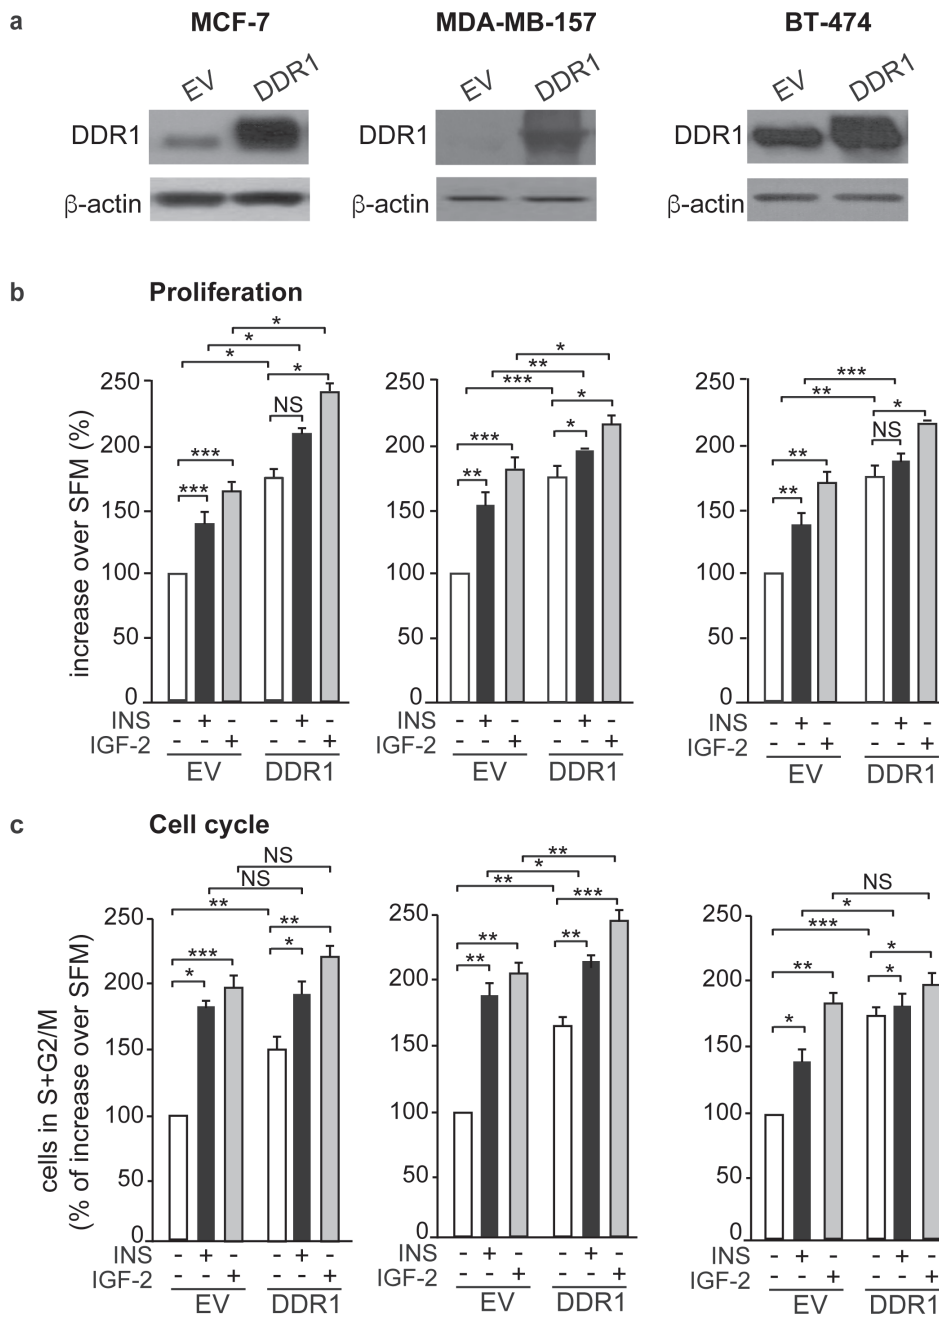 a MCF-7 MDA-MB-157 BT-474
EV DDR1 EV DDR1 EV DDR1
DDR1 DDR1 DDR1
β-actin β-actin β-actin
b Proliferation
* * ***
* ** **
* *** *
* * NS
NS * **
*** *** **
*** **
increase over SFM (%)
250 250 250
200 200 200
150 150 150
100 100 100
50 50 50
0 0 0
INS - + - - + - INS - + - - + - INS - + - - + -
IGF-2 - - + - - + IGF-2 - - + - - + IGF-2 - - + - - +
EV DDR1 EV DDR1 EV DDR1
c Cell cycle
NS ** NS
NS * *
** ** ***
** *** *
* ** *
*** ** **
* ** *
cells in S+G2/M
(% of increase over SFM)
250 250 250
200 200 200
150 150 150
100 100 100
50 50 50
0 0 0
INS - + - - + - INS - + - - + - INS - + - - + -
IGF-2 - - + - - + IGF-2 - - + - - + IGF-2 - - + - - +
EV DDR1 EV DDR1 EV DDR1